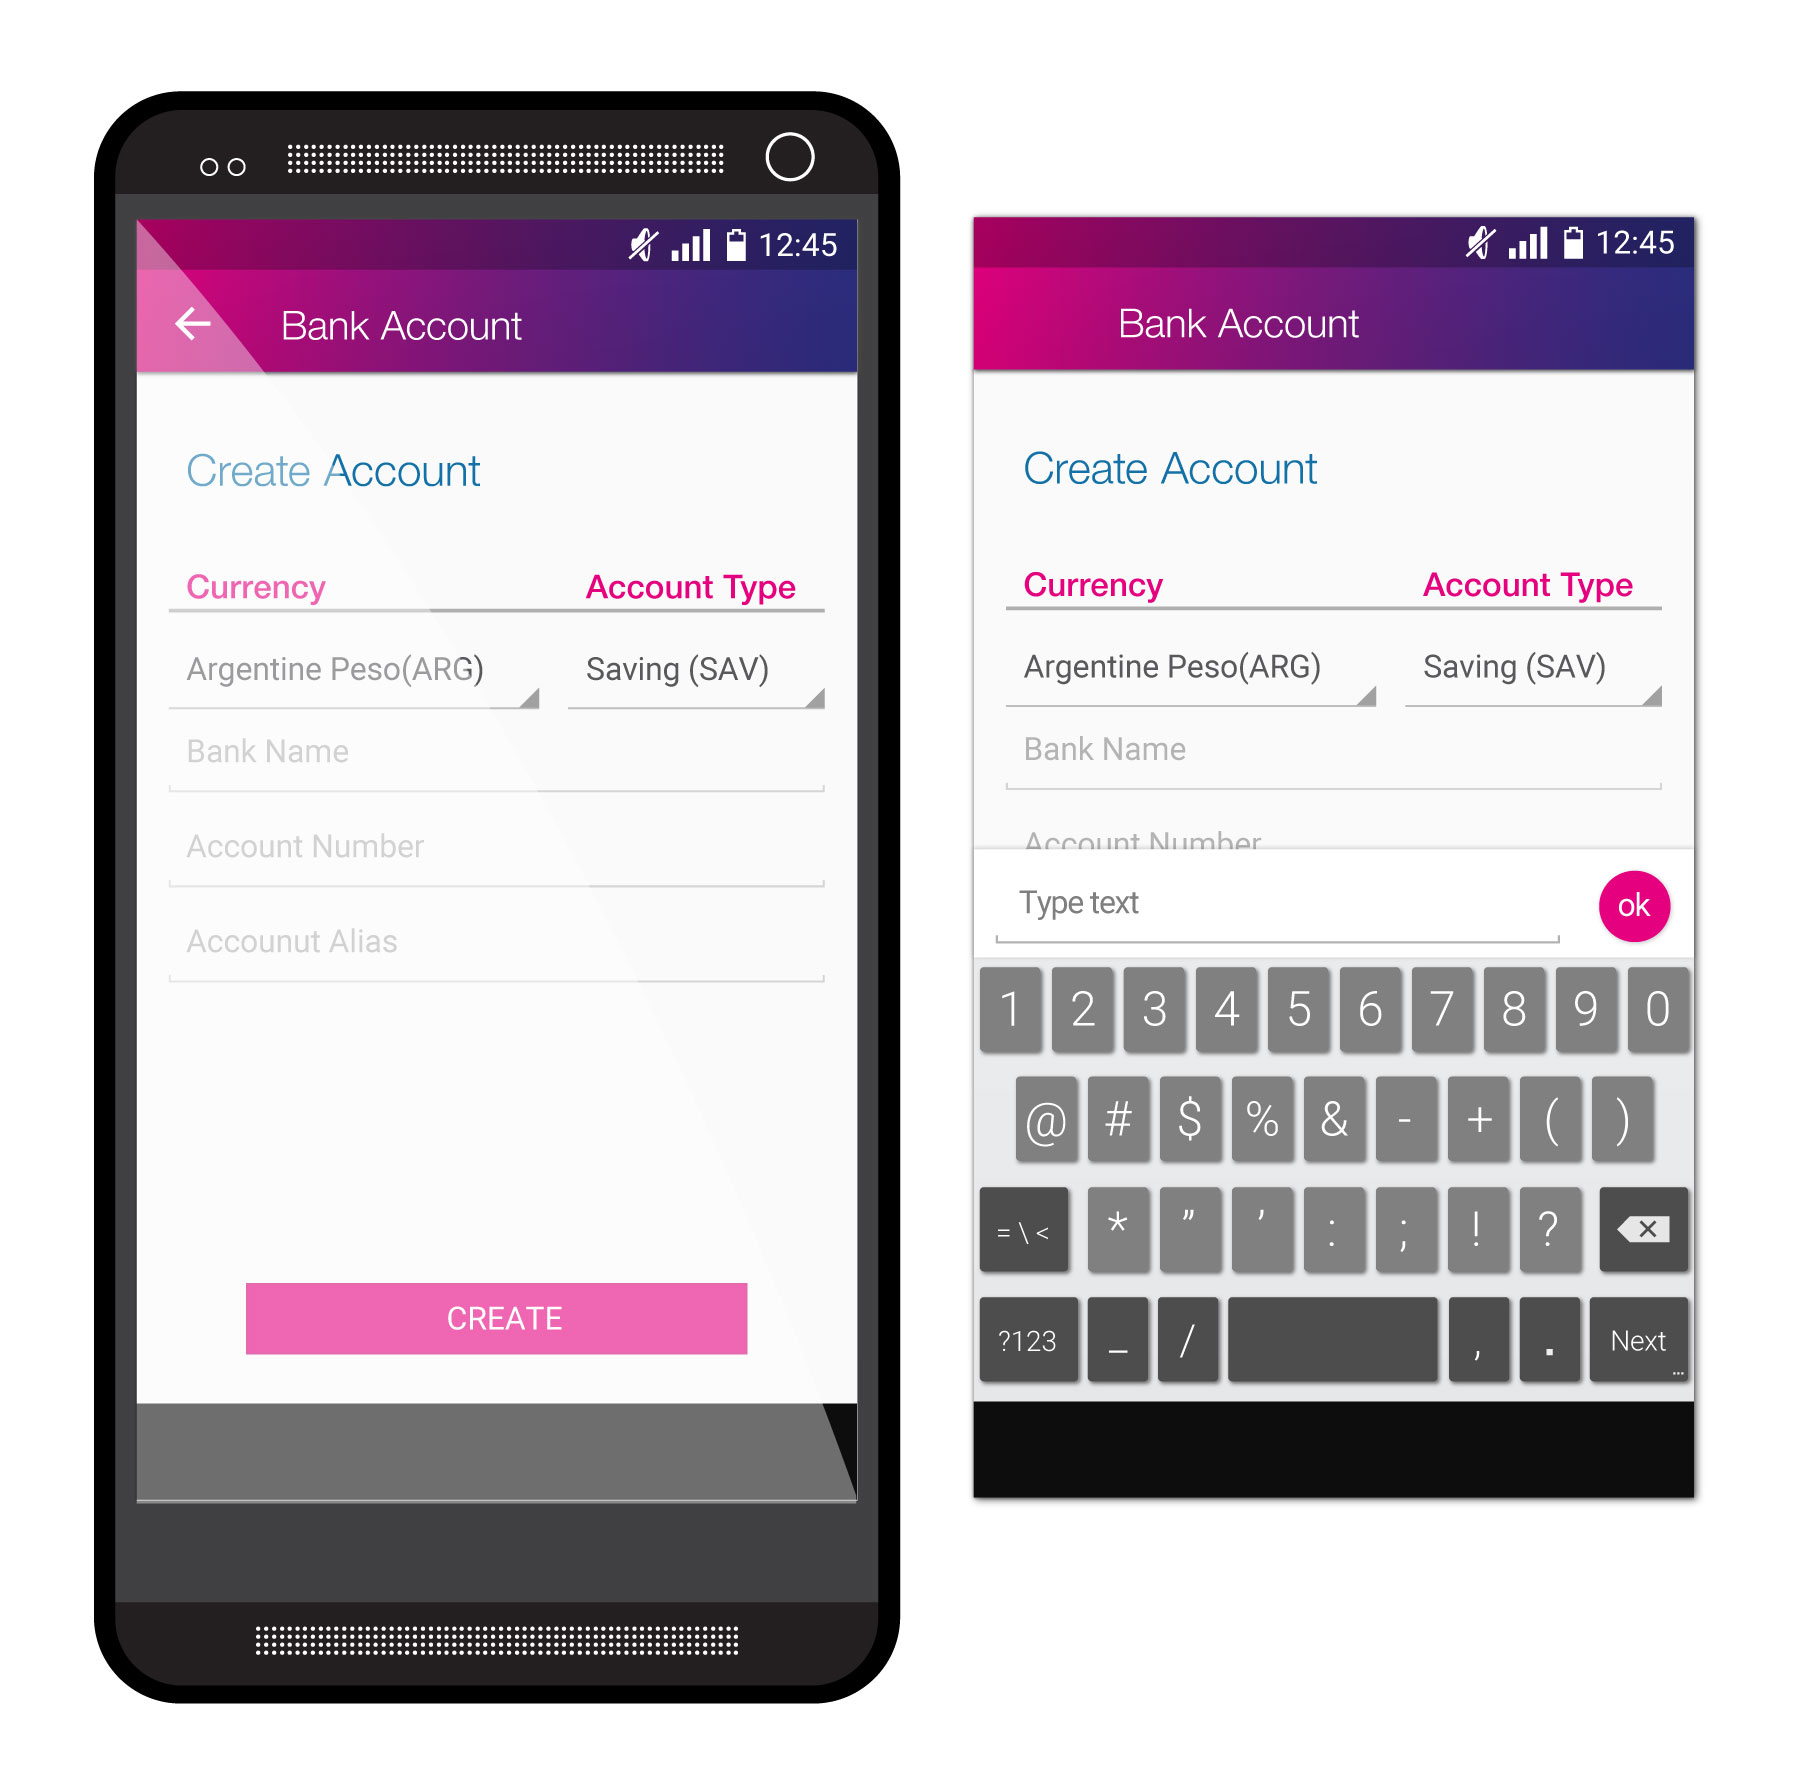 12:45
Bank Account
Create Account
Currency Account Type
Argentine Peso(ARG) Saving (SAV)
Bank Name
Account Number
Accounut Alias
CREATE
12:45
Bank Account
Create Account
Currency Account Type
Argentine Peso(ARG) Saving (SAV)
Bank Name
Account Number
Type text ok
1 2 3 4 5 6 7 8 9 0
@ # $ % & - + ( )
= \ < * ” ’ : ; ! ?
?123 _ / , . Next ...